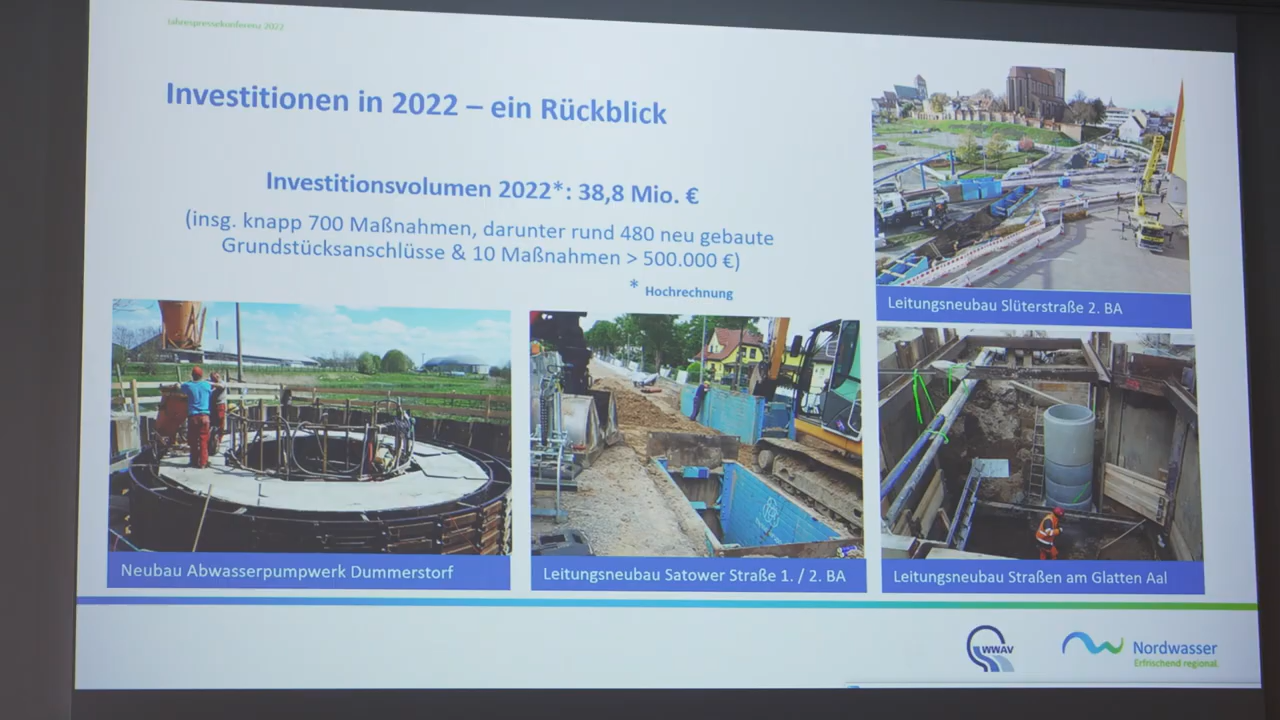 Jahrespressekonferenz 2022
Investitionen in 2022 – ein Rückblick
Investitionsvolumen 2022*: 38,8 Mio. €
(insg. knapp 700 Maßnahmen, darunter rund 480 neu gebaute
Grundstücksanschlüsse & 10 Maßnahmen > 500.000 €)
* Hochrechnung
Leitungsneubau Slüterstraße 2. BA
Neubau Abwasserpumpwerk Dummerstorf
Leitungsneubau Satower Straße 1. / 2. BA
Leitungsneubau Straßen am Glatten Aal
WWAV
Nordwasser
Erfrischend regional.